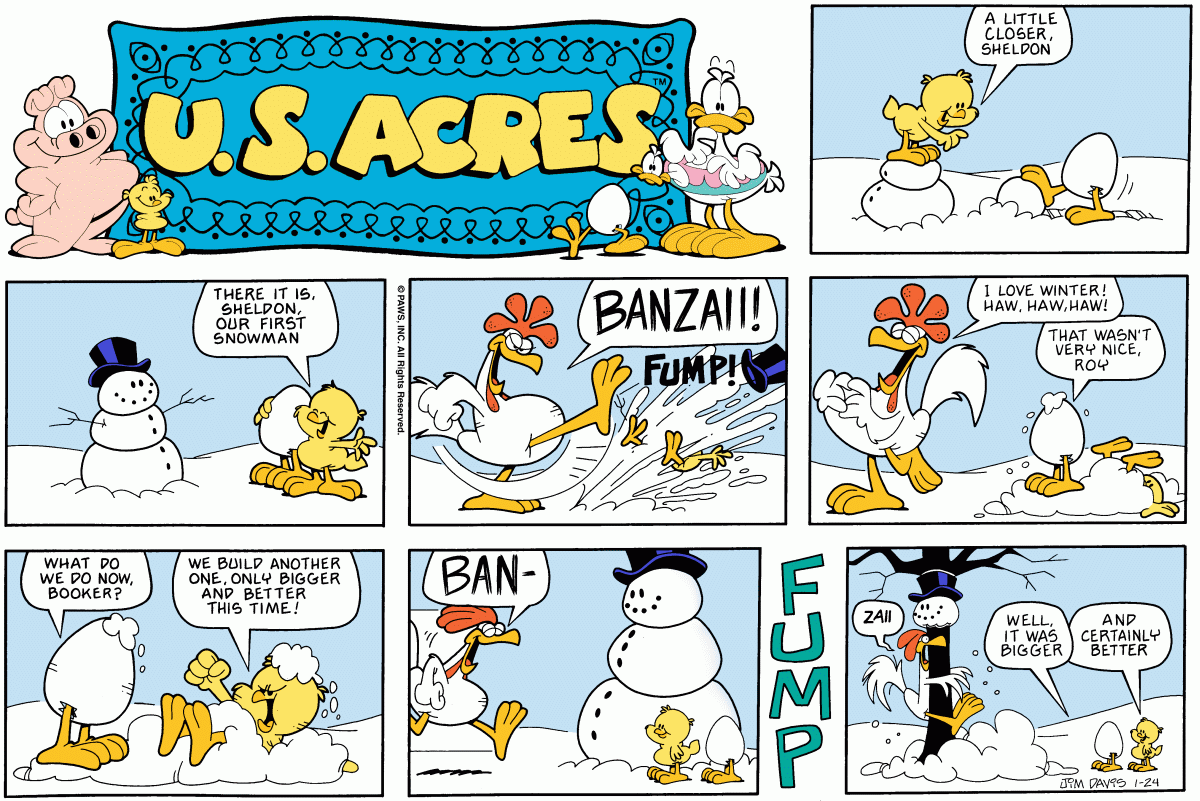 U.S. ACRES
TM
A LITTLE
CLOSER,
SHELDON
THERE IT IS,
SHELDON,
OUR FIRST
SNOWMAN
© PAWS, INC. All Rights Reserved.
BANZAII!
FUMP!
I LOVE WINTER!
HAW, HAW, HAW!
THAT WASN'T
VERY NICE,
ROY
WHAT DO
WE DO NOW,
BOOKER?
WE BUILD ANOTHER
ONE, ONLY BIGGER
AND BETTER
THIS TIME!
BAN-
FUMP
ZAII
WELL,
IT WAS
BIGGER
AND
CERTAINLY
BETTER
JIM DAVIS 1-24